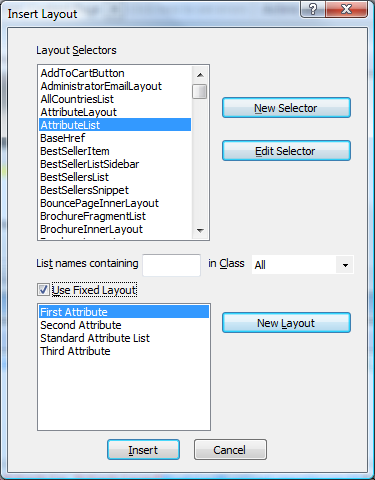 Insert Layout
?
Layout Selectors
AddToCartButton
AdministratorEmailLayout
AllCountriesList
AttributeLayout
AttributeList
BaseHref
BestSellerItem
BestSellerListSidebar
BestSellersList
BestSellersSnippet
BouncePageInnerLayout
BrochureFragmentList
BrochureInnerLayout
New Selector
Edit Selector
List names containing in Class All
Use Fixed Layout
First Attribute
Second Attribute
Standard Attribute List
Third Attribute
New Layout
Insert Cancel